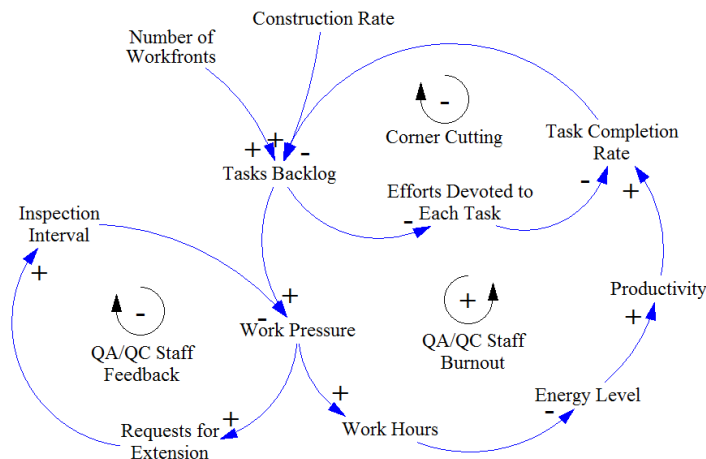 Construction Rate
Number of
Workfronts
-
Corner Cutting
Task Completion
Rate
+
+
-
Tasks Backlog
-
+
Efforts Devoted to
Each Task
-
Inspection
Interval
+
+
-
Work Pressure
-
QA/QC Staff
Feedback
+
QA/QC Staff
Burnout
Productivity
+
+
Requests for
Extension
+
Work Hours
-
Energy Level